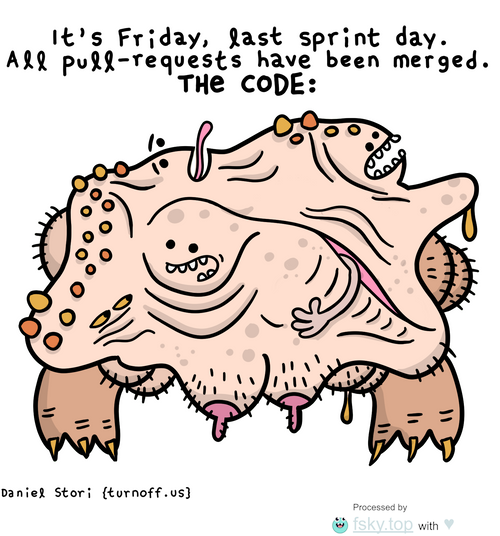 It's Friday, last sprint day.
All pull-requests have been merged.
THE CODE:
Daniel Stori {turnoff.us}
Processed by
fsky.top with ♥